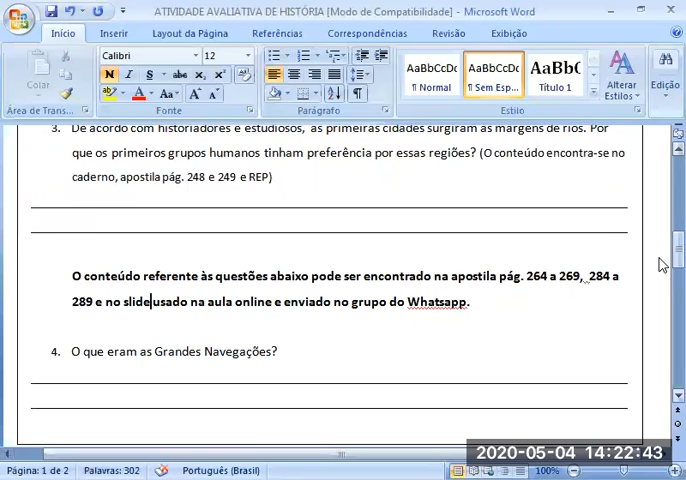 ATIVIDADE AVALIATIVA DE HISTÓRIA [Modo de Compatibilidade] - Microsoft Word
Início Inserir Layout da Página Referências Correspondências Revisão Exibição
Colar
Calibri 12
N I S abc x₂ x² Aa
AaBbCcDc AaBbCcDc AaBbC
¶ Normal ¶ Sem Esp... Título 1
Alterar Estilos
Edição
Área de Trans... Fonte Parágrafo Estilo
3. De acordo com historiadores e estudiosos, as primeiras cidades surgiram às margens de rios. Por
que os primeiros grupos humanos tinham preferência por essas regiões? (O conteúdo encontra-se no
caderno, apostila pág. 248 e 249 e REP)
O conteúdo referente às questões abaixo pode ser encontrado na apostila pág. 264 a 269, 284 a
289 e no slide usado na aula online e enviado no grupo do Whatsapp.
4. O que eram as Grandes Navegações?
2020-05-04 14:22:43
Página: 1 de 2 Palavras: 302 Português (Brasil) 100%